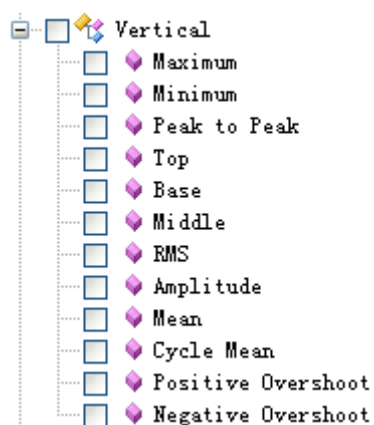 Vertical
Maximum
Minimum
Peak to Peak
Top
Base
Middle
RMS
Amplitude
Mean
Cycle Mean
Positive Overshoot
Negative Overshoot